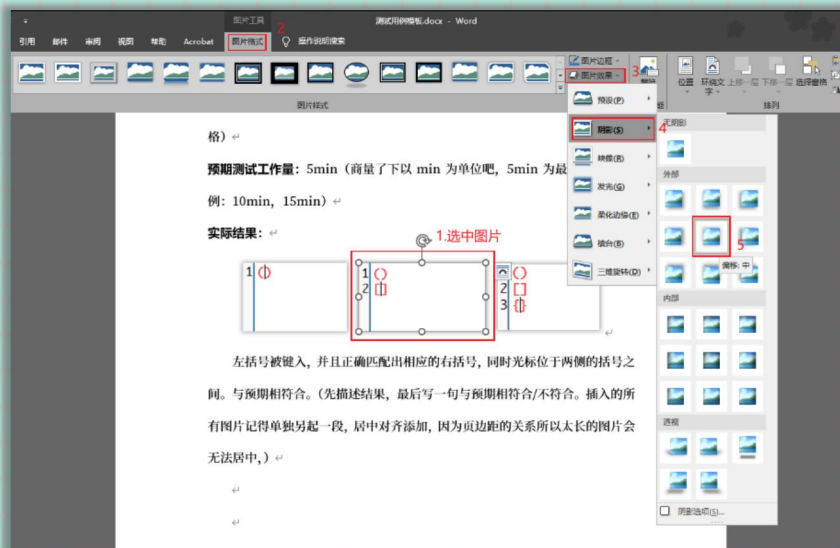 图片工具
测试用例模板.docx - Word
2
引用 邮件 审阅 视图 帮助 Acrobat 图片格式 操作说明搜索
图片边框
图片效果
3
位置 环绕文字 上移一层 下移一层 选择窗格
图片样式
排列
预设(P)
阴影(S)
4
映像(R)
发光(G)
柔化边缘(E)
棱台(B)
三维旋转(D)
无阴影
外部
5
偏移: 中
内部
透视
阴影选项(S)...
格）
预期测试工作量：5min（商量了下以 min 为单位吧，5min 为最
例：10min，15min）
实际结果：
1.选中图片
1 ()
1 ()
2 []
()
2 []
3 {}
左括号被键入，并且正确匹配出相应的右括号，同时光标位于两侧的括号之
间。与预期相符合。（先描述结果，最后写一句与预期相符合/不符合。插入的所
有图片记得单独另起一段，居中对齐添加，因为页边距的关系所以太长的图片会
无法居中，）